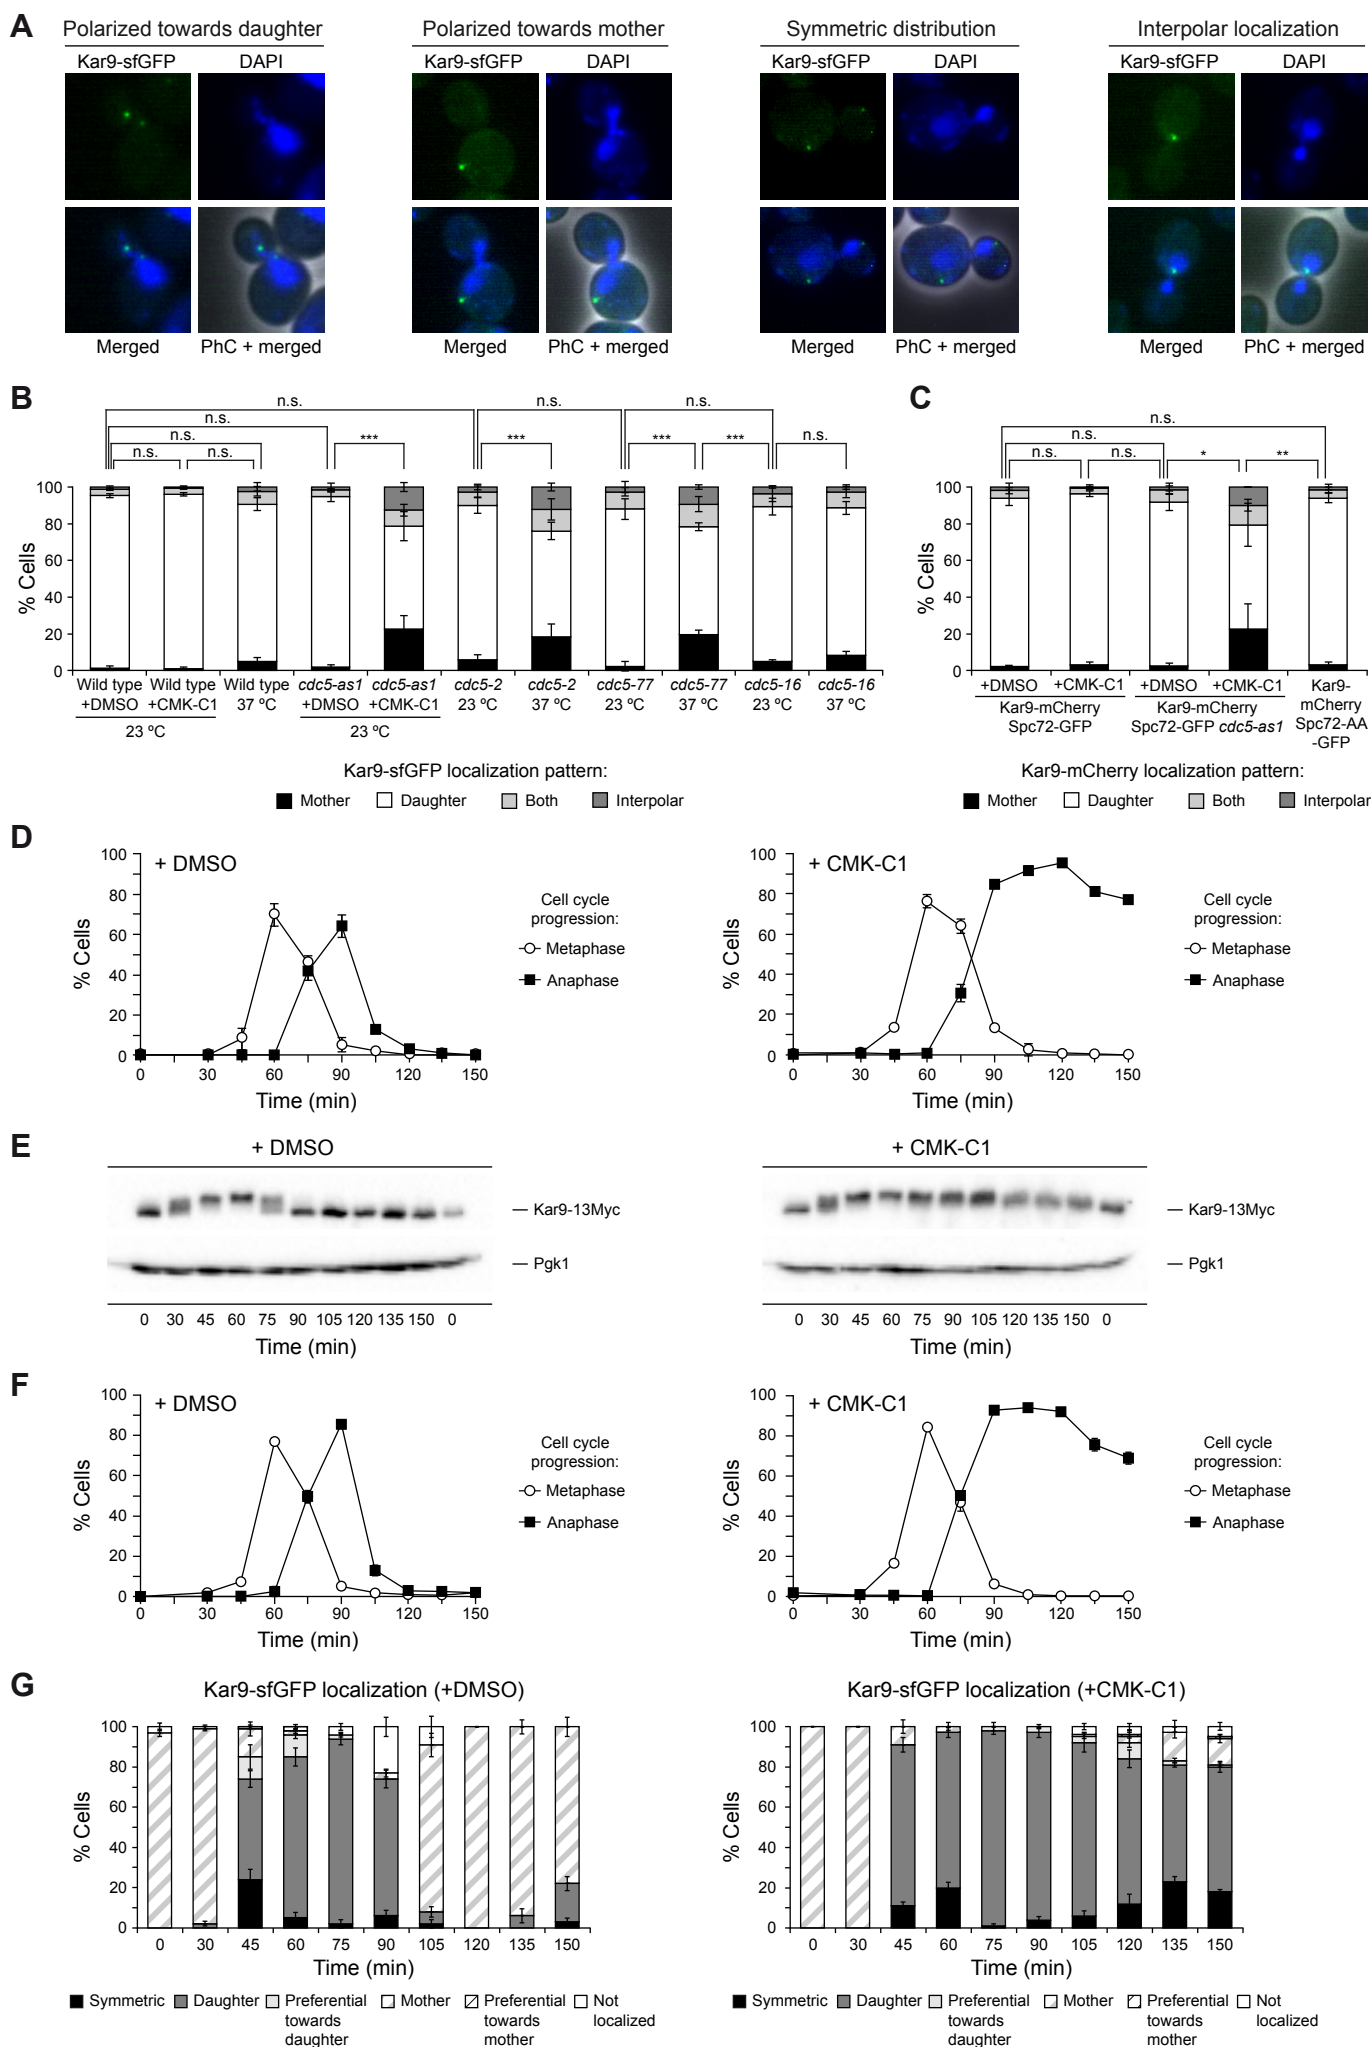 A
Polarized towards daughter
Polarized towards mother
Symmetric distribution
Interpolar localization
Kar9-sfGFP DAPI
Kar9-sfGFP DAPI
Kar9-sfGFP DAPI
Kar9-sfGFP DAPI
Merged PhC + merged
Merged PhC + merged
Merged PhC + merged
Merged PhC + merged
B
n.s. n.s. n.s.
n.s.
n.s. *** *** *** *** n.s.
n.s. n.s.
% Cells
100
80
60
40
20
0
Wild type +DMSO
Wild type +CMK-C1
23 ºC
Wild type 37 ºC
cdc5-as1 +DMSO
cdc5-as1 +CMK-C1
23 ºC
cdc5-2 23 ºC
cdc5-2 37 ºC
cdc5-77 23 ºC
cdc5-77 37 ºC
cdc5-16 23 ºC
cdc5-16 37 ºC
Kar9-sfGFP localization pattern:
Mother Daughter Both Interpolar
C
n.s.
n.s.
n.s. n.s. * **
% Cells
100
80
60
40
20
0
+DMSO +CMK-C1
Kar9-mCherry
Spc72-GFP
+DMSO +CMK-C1
Kar9-mCherry
Spc72-GFP cdc5-as1
Kar9-
mCherry
Spc72-AA
-GFP
Kar9-mCherry localization pattern:
Mother Daughter Both Interpolar
D
+ DMSO
% Cells
100
80
60
40
20
0
0 30 60 90 120 150
Time (min)
Cell cycle
progression:
Metaphase
Anaphase
+ CMK-C1
% Cells
100
80
60
40
20
0
0 30 60 90 120 150
Time (min)
Cell cycle
progression:
Metaphase
Anaphase
E
+ DMSO
Kar9-13Myc
Pgk1
0 30 45 60 75 90 105 120 135 150 0
Time (min)
+ CMK-C1
Kar9-13Myc
Pgk1
0 30 45 60 75 90 105 120 135 150 0
Time (min)
F
+ DMSO
% Cells
100
80
60
40
20
0
0 30 60 90 120 150
Time (min)
Cell cycle
progression:
Metaphase
Anaphase
+ CMK-C1
% Cells
100
80
60
40
20
0
0 30 60 90 120 150
Time (min)
Cell cycle
progression:
Metaphase
Anaphase
G
Kar9-sfGFP localization (+DMSO)
% Cells
100
80
60
40
20
0
0 30 45 60 75 90 105 120 135 150
Time (min)
Symmetric Daughter Preferential towards daughter Mother Preferential towards mother Not localized
Kar9-sfGFP localization (+CMK-C1)
% Cells
100
80
60
40
20
0
0 30 45 60 75 90 105 120 135 150
Time (min)
Symmetric Daughter Preferential towards daughter Mother Preferential towards mother Not localized